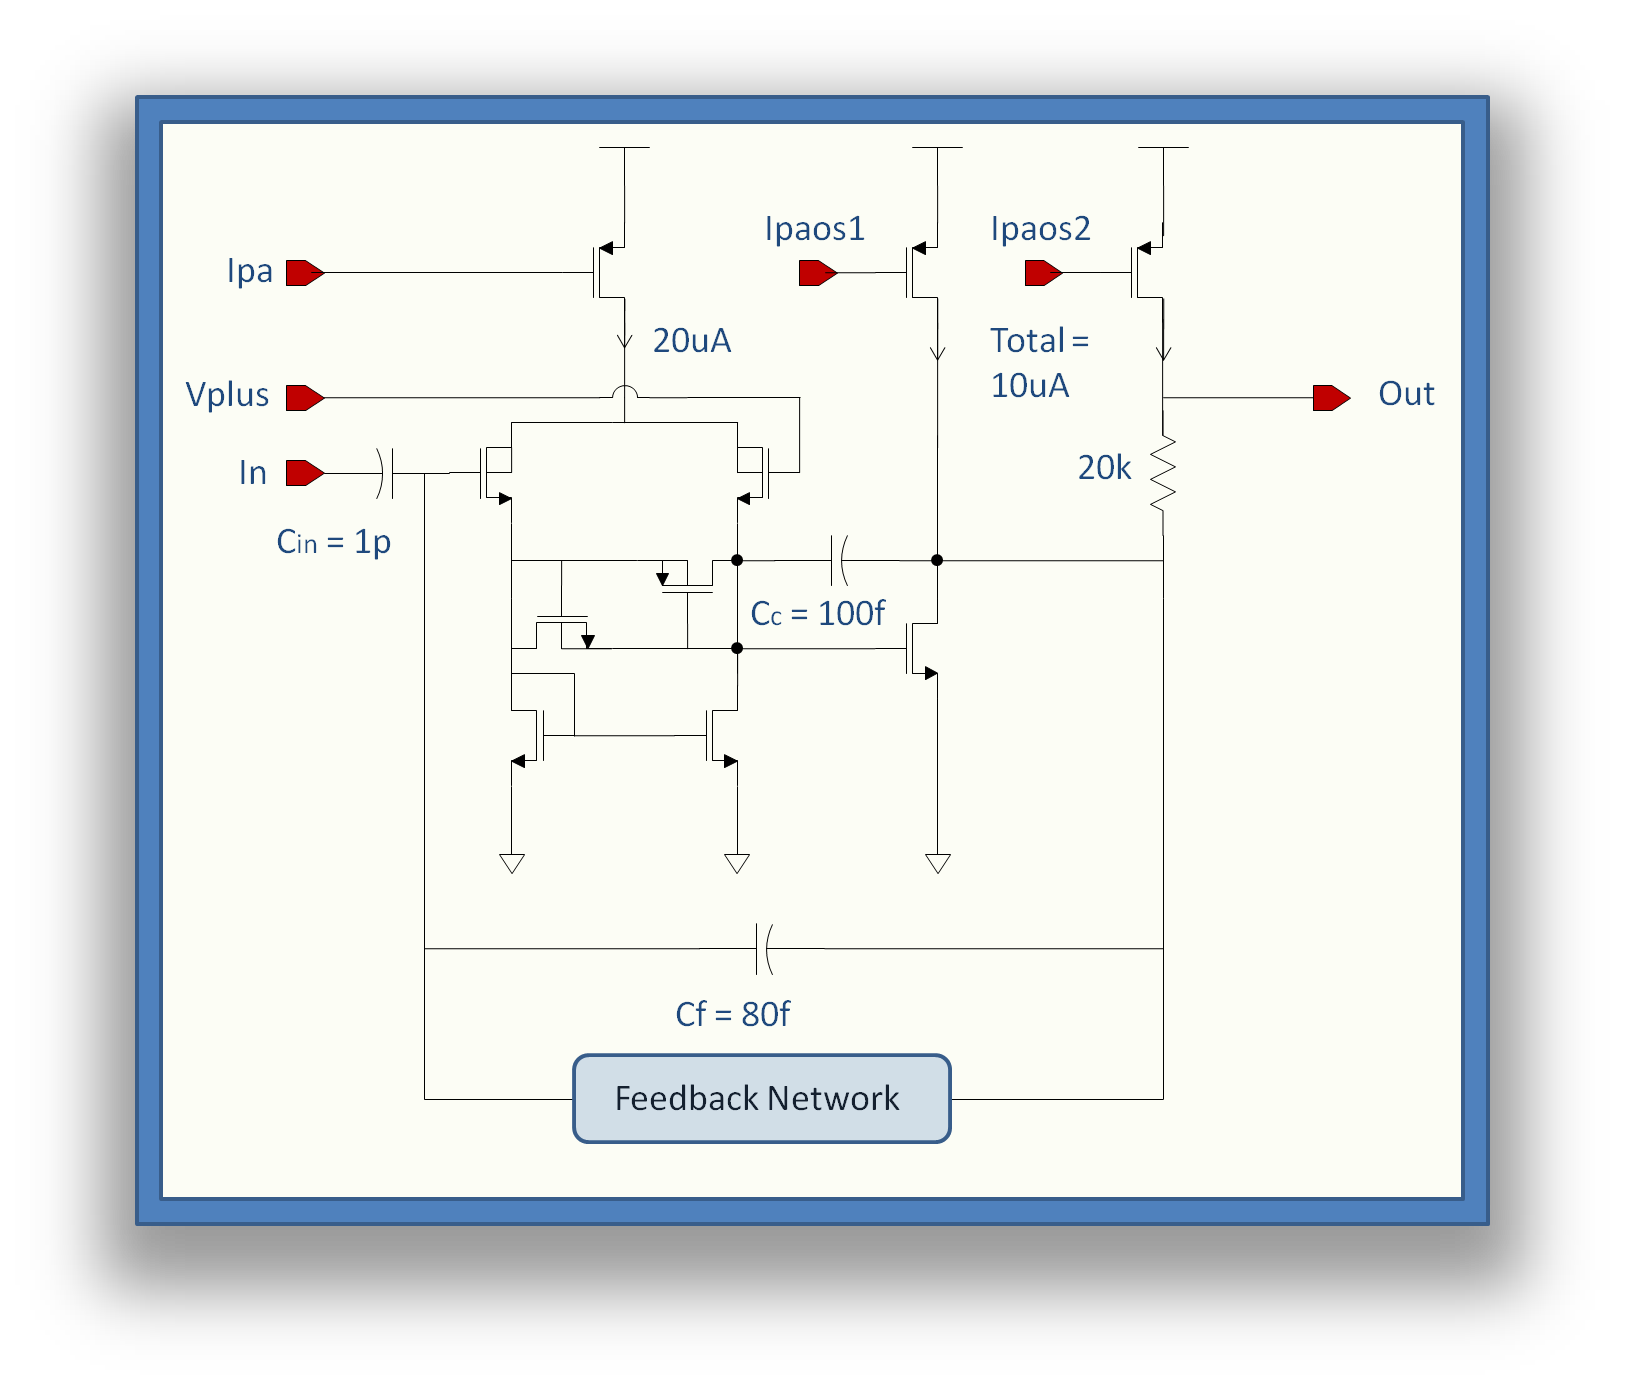 Ipaos1
Ipaos2
Ipa
20uA
Total =
10uA
Vplus
Out
In
20k
Cin = 1p
Cc = 100f
Cf = 80f
Feedback Network